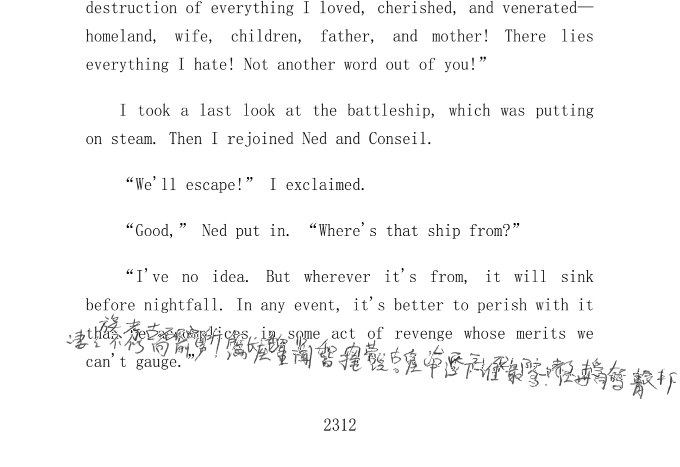 destruction of everything I loved, cherished, and venerated—
homeland, wife, children, father, and mother! There lies
everything I hate! Not another word out of you!”
I took a last look at the battleship, which was putting
on steam. Then I rejoined Ned and Conseil.
“We'll escape!” I exclaimed.
“Good,” Ned put in. “Where's that ship from?”
“I've no idea. But wherever it's from, it will sink
before nightfall. In any event, it's better to perish with it
than be accomplices in some act of revenge whose merits we
can't gauge.”
2312